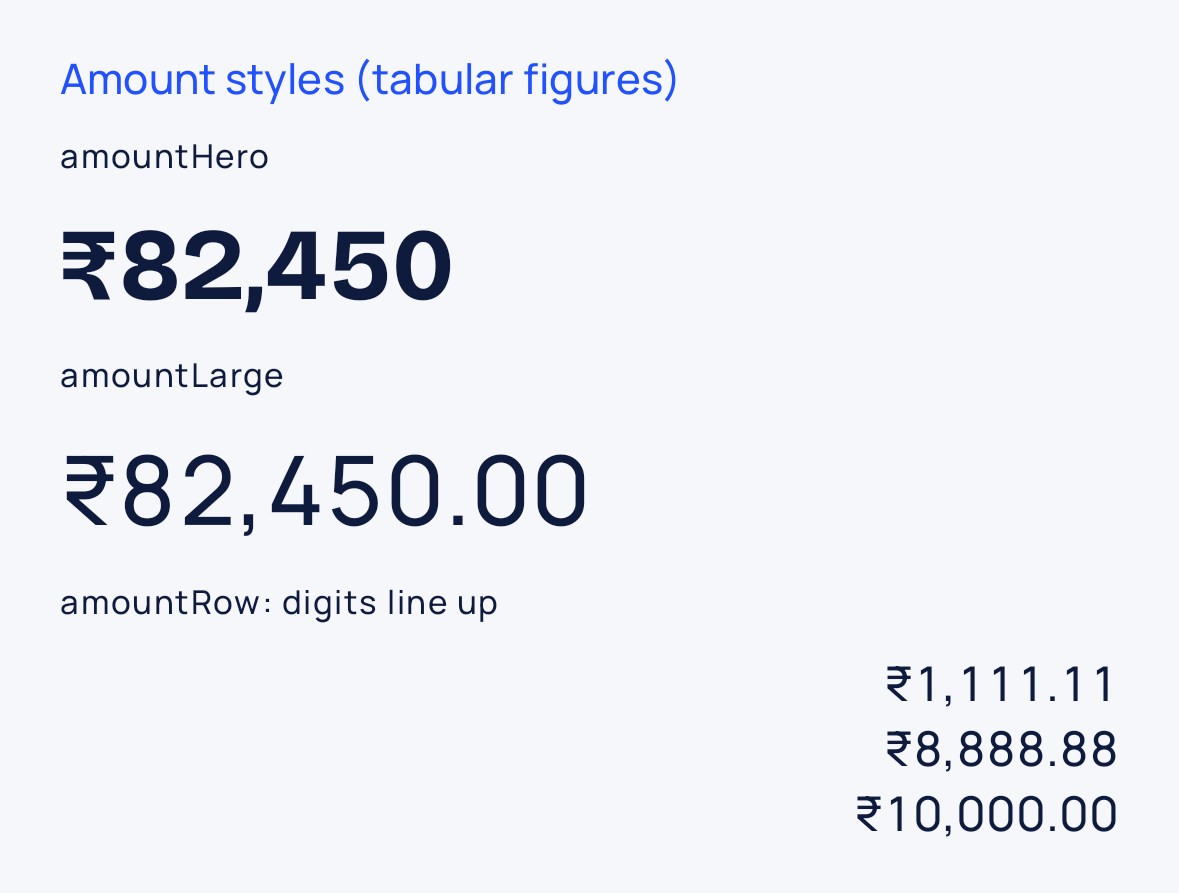 Amount styles (tabular figures)
amountHero
₹82,450
amountLarge
₹82,450.00
amountRow: digits line up
₹1,111.11
₹8,888.88
₹10,000.00